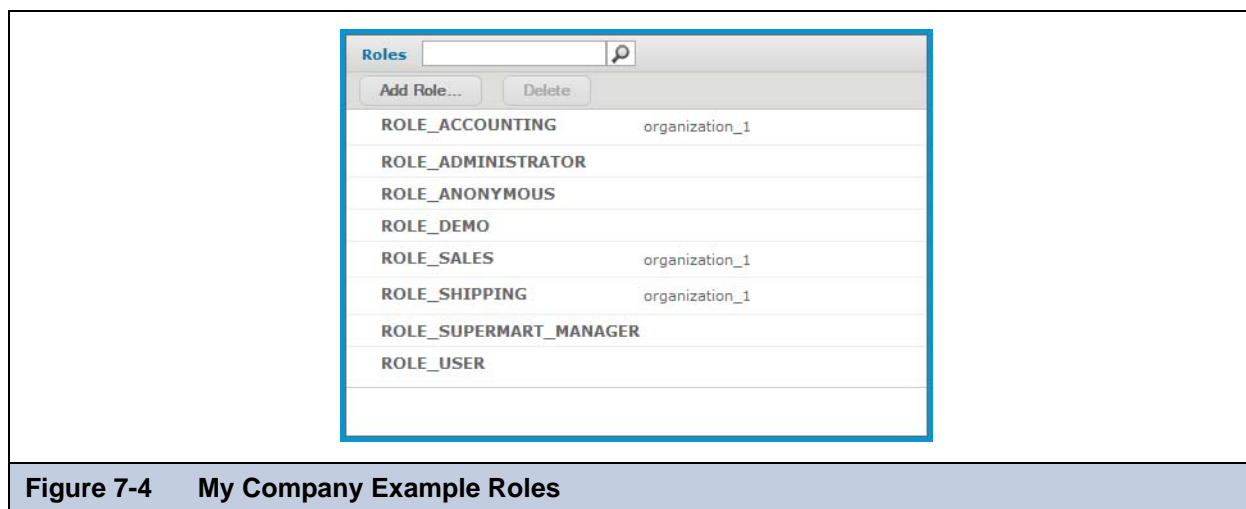 Roles
Add Role... Delete
ROLE_ACCOUNTING organization_1
ROLE_ADMINISTRATOR
ROLE_ANONYMOUS
ROLE_DEMO
ROLE_SALES organization_1
ROLE_SHIPPING organization_1
ROLE_SUPERMART_MANAGER
ROLE_USER
Figure 7-4 My Company Example Roles